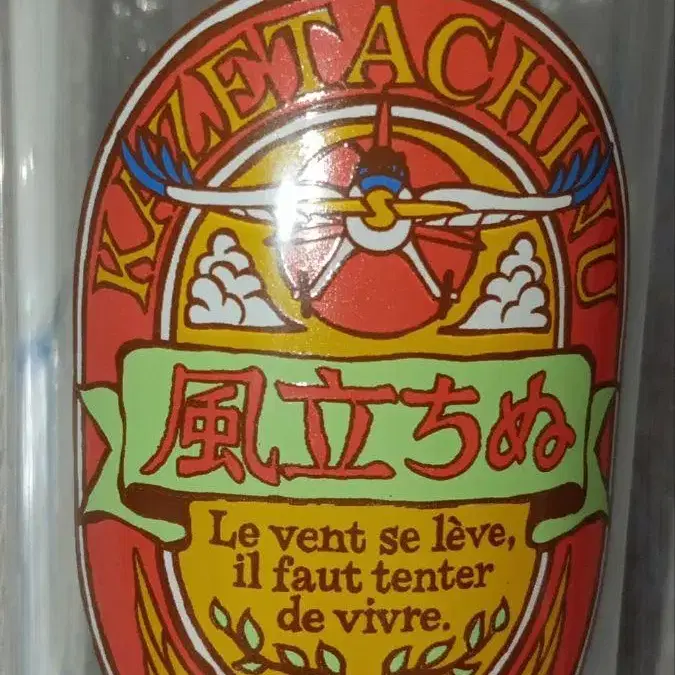 KAZETACHINU
風立ちぬ
Le vent se lève,
il faut tenter
de vivre.